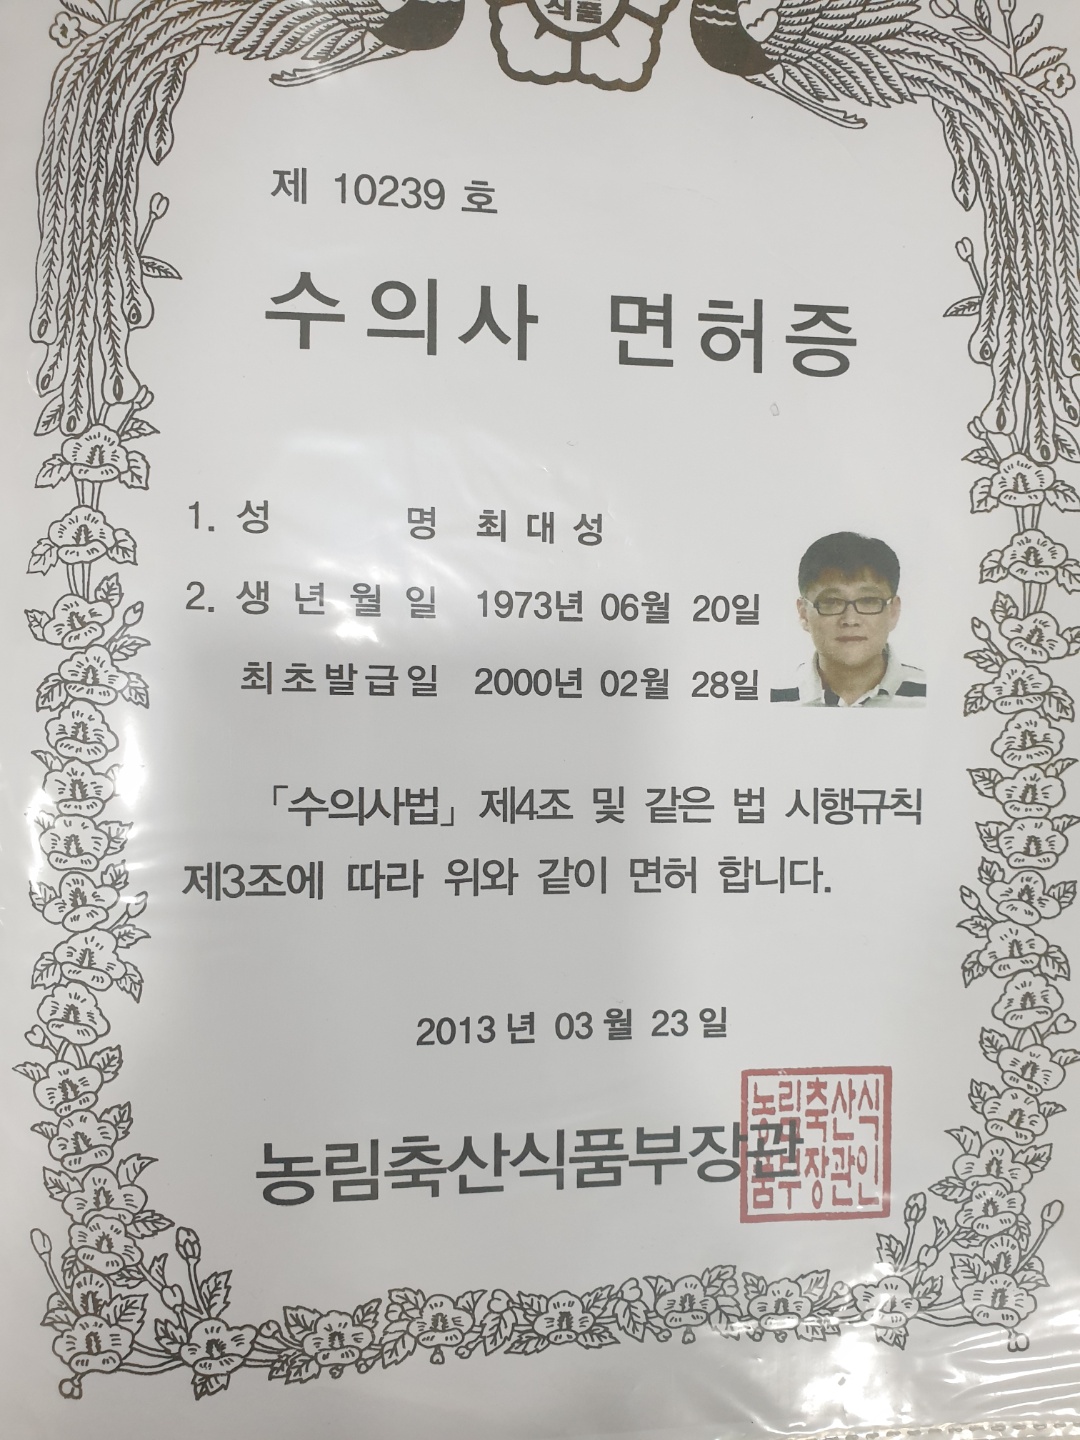 식품
제 10239 호
수의사 면허증
1. 성 명 최 대 성
2. 생 년 월 일 1973년 06월 20일
최초발급일 2000년 02월 28일
「수의사법」 제4조 및 같은 법 시행규칙
제3조에 따라 위와 같이 면허 합니다.
2013 년 03 월 23 일
농림축산식품부장관
농림축산식
품부장관인